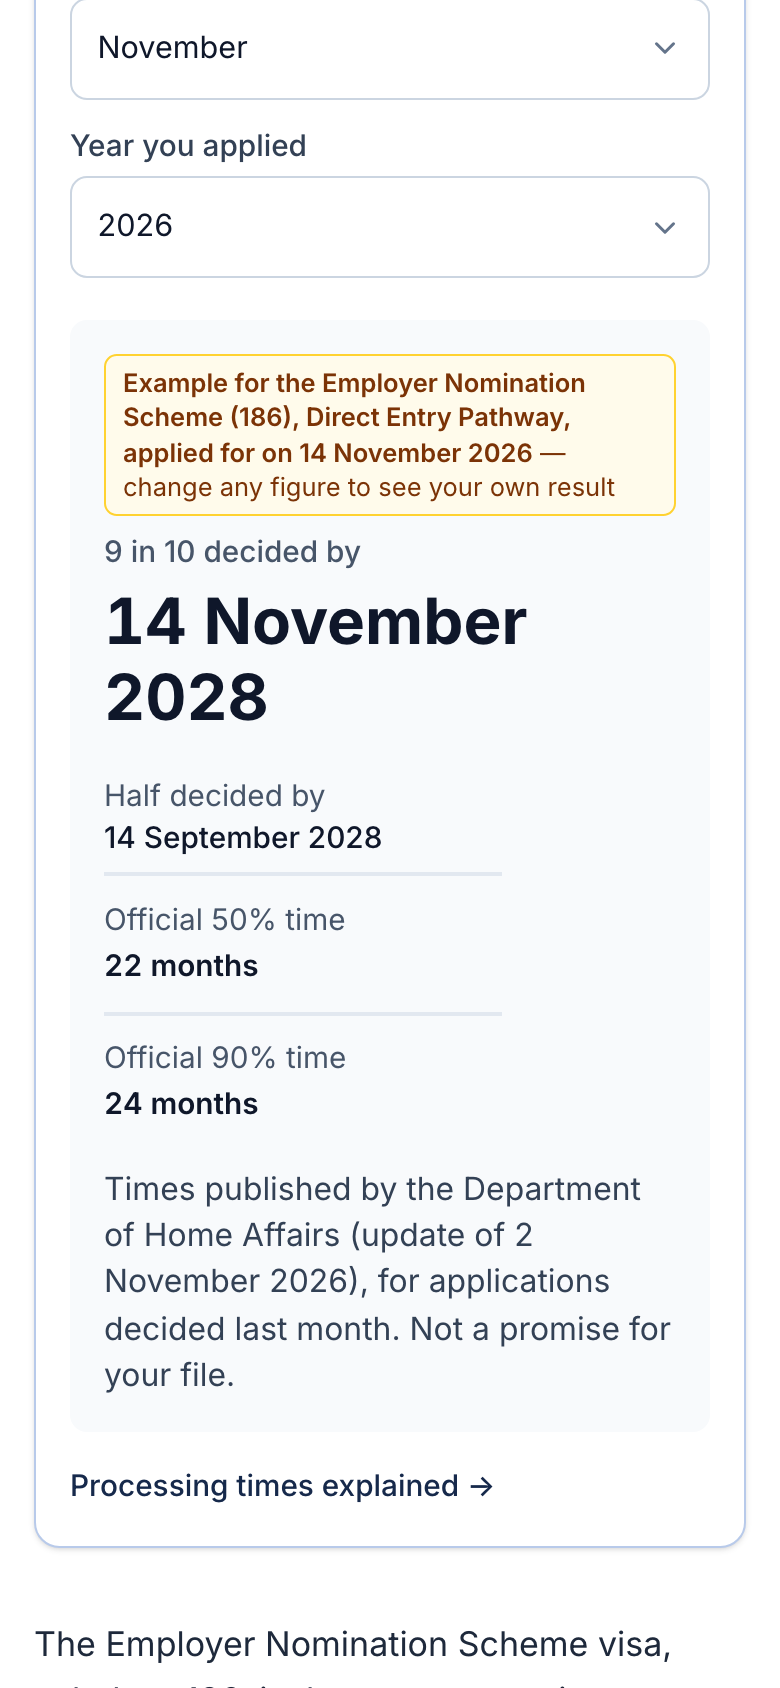 November
Year you applied
2026
Example for the Employer Nomination
Scheme (186), Direct Entry Pathway,
applied for on 14 November 2026 —
change any figure to see your own result
9 in 10 decided by
14 November
2028
Half decided by
14 September 2028
Official 50% time
22 months
Official 90% time
24 months
Times published by the Department
of Home Affairs (update of 2
November 2026), for applications
decided last month. Not a promise for
your file.
Processing times explained →
The Employer Nomination Scheme visa,